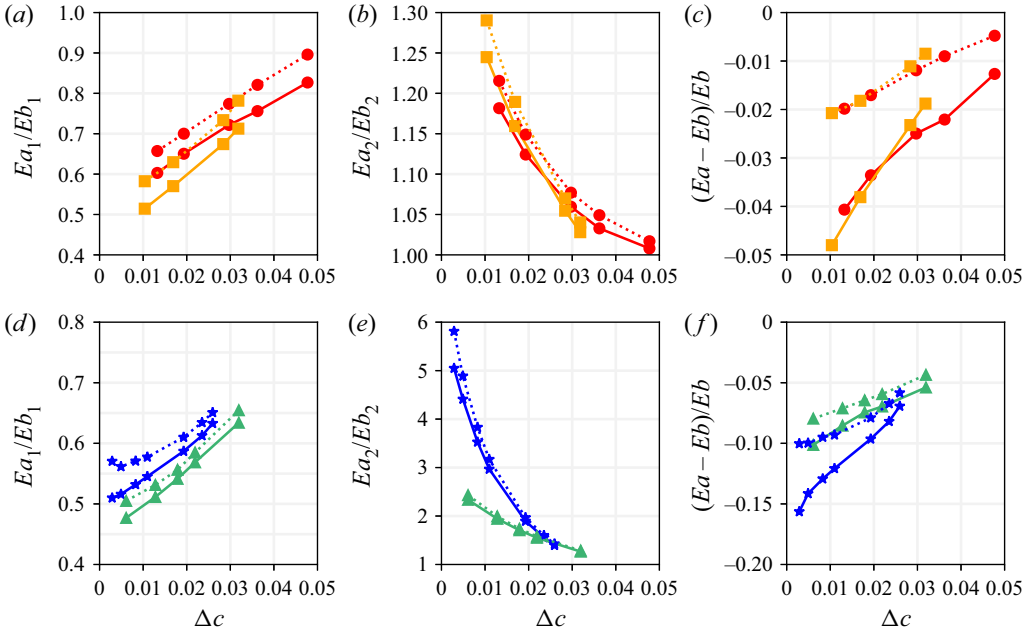 (a)
1.0
0.9
0.8
0.7
0.6
0.5
0.4
Ea1/Eb1
0 0.01 0.02 0.03 0.04 0.05
(b)
1.30
1.25
1.20
1.15
1.10
1.05
1.00
Ea2/Eb2
0 0.01 0.02 0.03 0.04 0.05
(c)
0
–0.01
–0.02
–0.03
–0.04
–0.05
(Ea – Eb)/Eb
0 0.01 0.02 0.03 0.04 0.05
(d)
0.8
0.7
0.6
0.5
0.4
Ea1/Eb1
0 0.01 0.02 0.03 0.04 0.05
Δc
(e)
6
5
4
3
2
1
Ea2/Eb2
0 0.01 0.02 0.03 0.04 0.05
Δc
(f)
0
–0.05
–0.10
–0.15
–0.20
(Ea – Eb)/Eb
0 0.01 0.02 0.03 0.04 0.05
Δc